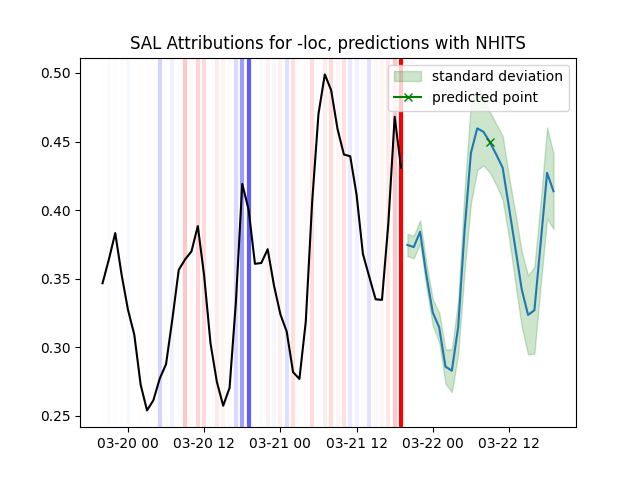 SAL Attributions for -loc, predictions with NHITS
standard deviation
predicted point
0.50
0.45
0.40
0.35
0.30
0.25
03-20 00 03-20 12 03-21 00 03-21 12 03-22 00 03-22 12